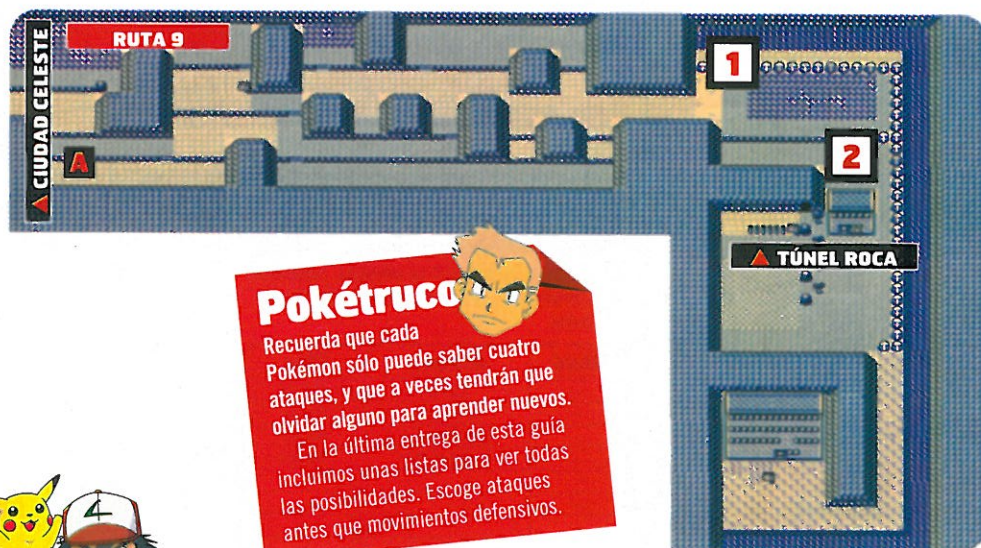 RUTA 9
CIUDAD CELESTE
A
1
2
TÚNEL ROCA
Pokétruco
Recuerda que cada
Pokémon sólo puede saber cuatro
ataques, y que a veces tendrán que
olvidar alguno para aprender nuevos.
En la última entrega de esta guía
incluimos unas listas para ver todas
las posibilidades. Escoge ataques
antes que movimientos defensivos.